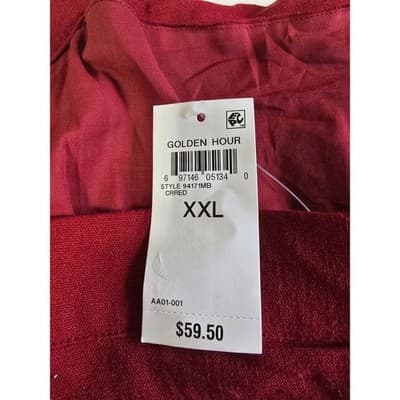 GOLDEN HOUR
6 97146 05134 0
STYLE 94171MB
CRRED
XXL
AA01-001
$59.50